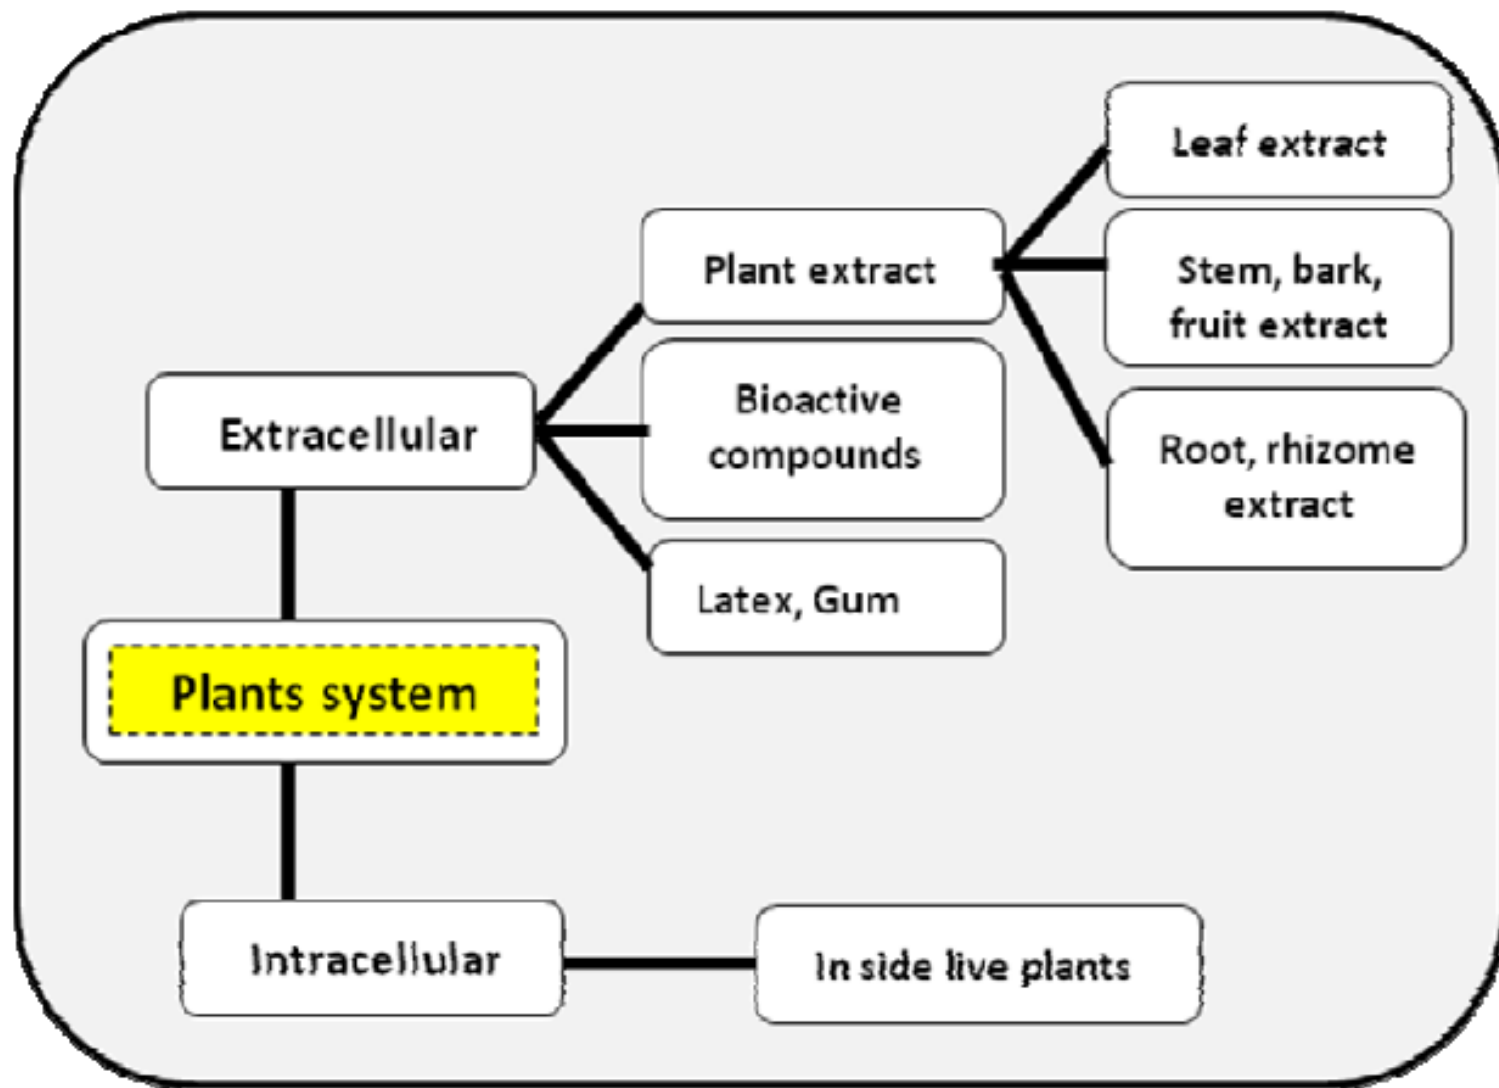 Leaf extract
Plant extract
Stem, bark,
fruit extract
Bioactive
compounds
Extracellular
Root, rhizome
extract
Latex, Gum
Plants system
Intracellular
In side live plants